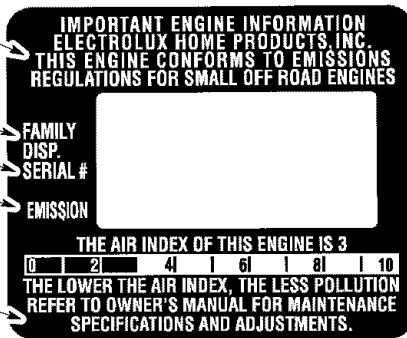 IMPORTANT ENGINE INFORMATION
ELECTROLUX HOME PRODUCTS, INC.
THIS ENGINE CONFORMS TO EMISSIONS
REGULATIONS FOR SMALL OFF ROAD ENGINES
FAMILY
DISP.
SERIAL #
EMISSION
THE AIR INDEX OF THIS ENGINE IS 3
0 2 4 6 8 10
THE LOWER THE AIR INDEX, THE LESS POLLUTION
REFER TO OWNER'S MANUAL FOR MAINTENANCE
SPECIFICATIONS AND ADJUSTMENTS.